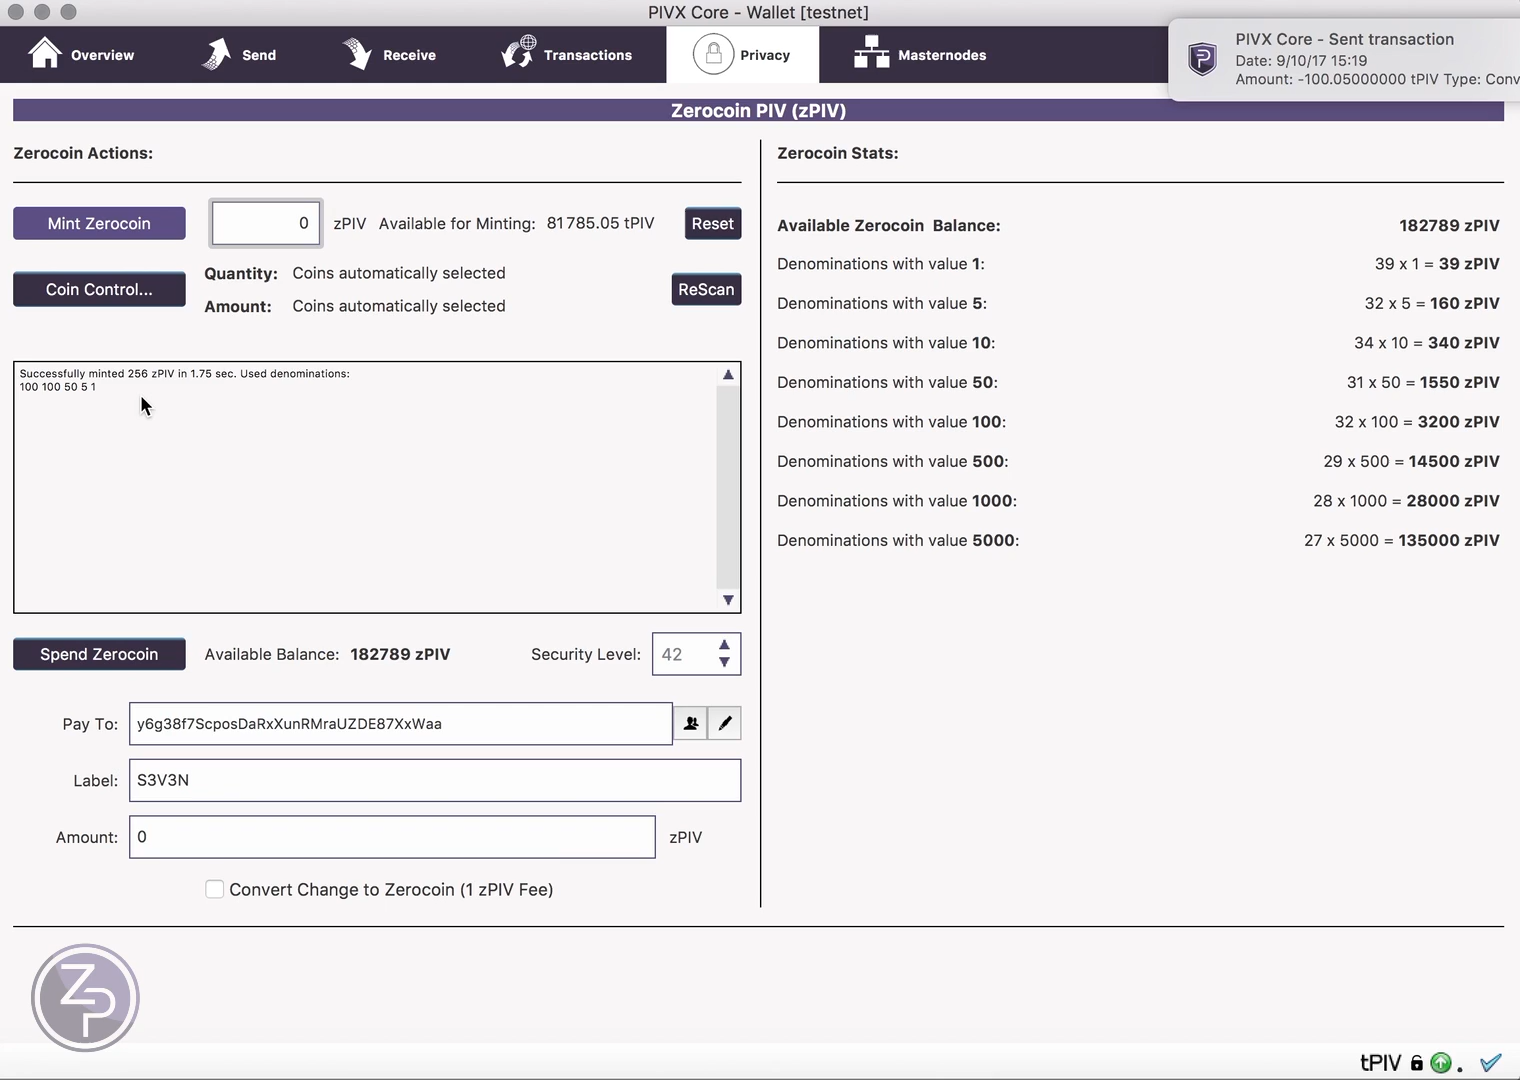 PIVX Core - Wallet [testnet]
Overview
Send
Receive
Transactions
Privacy
Masternodes
PIVX Core - Sent transaction
Date: 9/10/17 15:19
Amount: -100.05000000 tPIV Type: Conv
Zerocoin PIV (zPIV)
Zerocoin Actions:
Mint Zerocoin 0 zPIV Available for Minting: 81 785.05 tPIV Reset
Coin Control... Quantity: Coins automatically selected ReScan
Amount: Coins automatically selected
Successfully minted 256 zPIV in 1.75 sec. Used denominations:
100 100 50 5 1
Spend Zerocoin Available Balance: 182789 zPIV Security Level: 42
Pay To: y6g38f7ScposDaRxXunRMraUZDE87XxWaa
Label: S3V3N
Amount: 0 zPIV
Convert Change to Zerocoin (1 zPIV Fee)
Zerocoin Stats:
Available Zerocoin Balance: 182789 zPIV
Denominations with value 1: 39 x 1 = 39 zPIV
Denominations with value 5: 32 x 5 = 160 zPIV
Denominations with value 10: 34 x 10 = 340 zPIV
Denominations with value 50: 31 x 50 = 1550 zPIV
Denominations with value 100: 32 x 100 = 3200 zPIV
Denominations with value 500: 29 x 500 = 14500 zPIV
Denominations with value 1000: 28 x 1000 = 28000 zPIV
Denominations with value 5000: 27 x 5000 = 135000 zPIV
ZP
tPIV